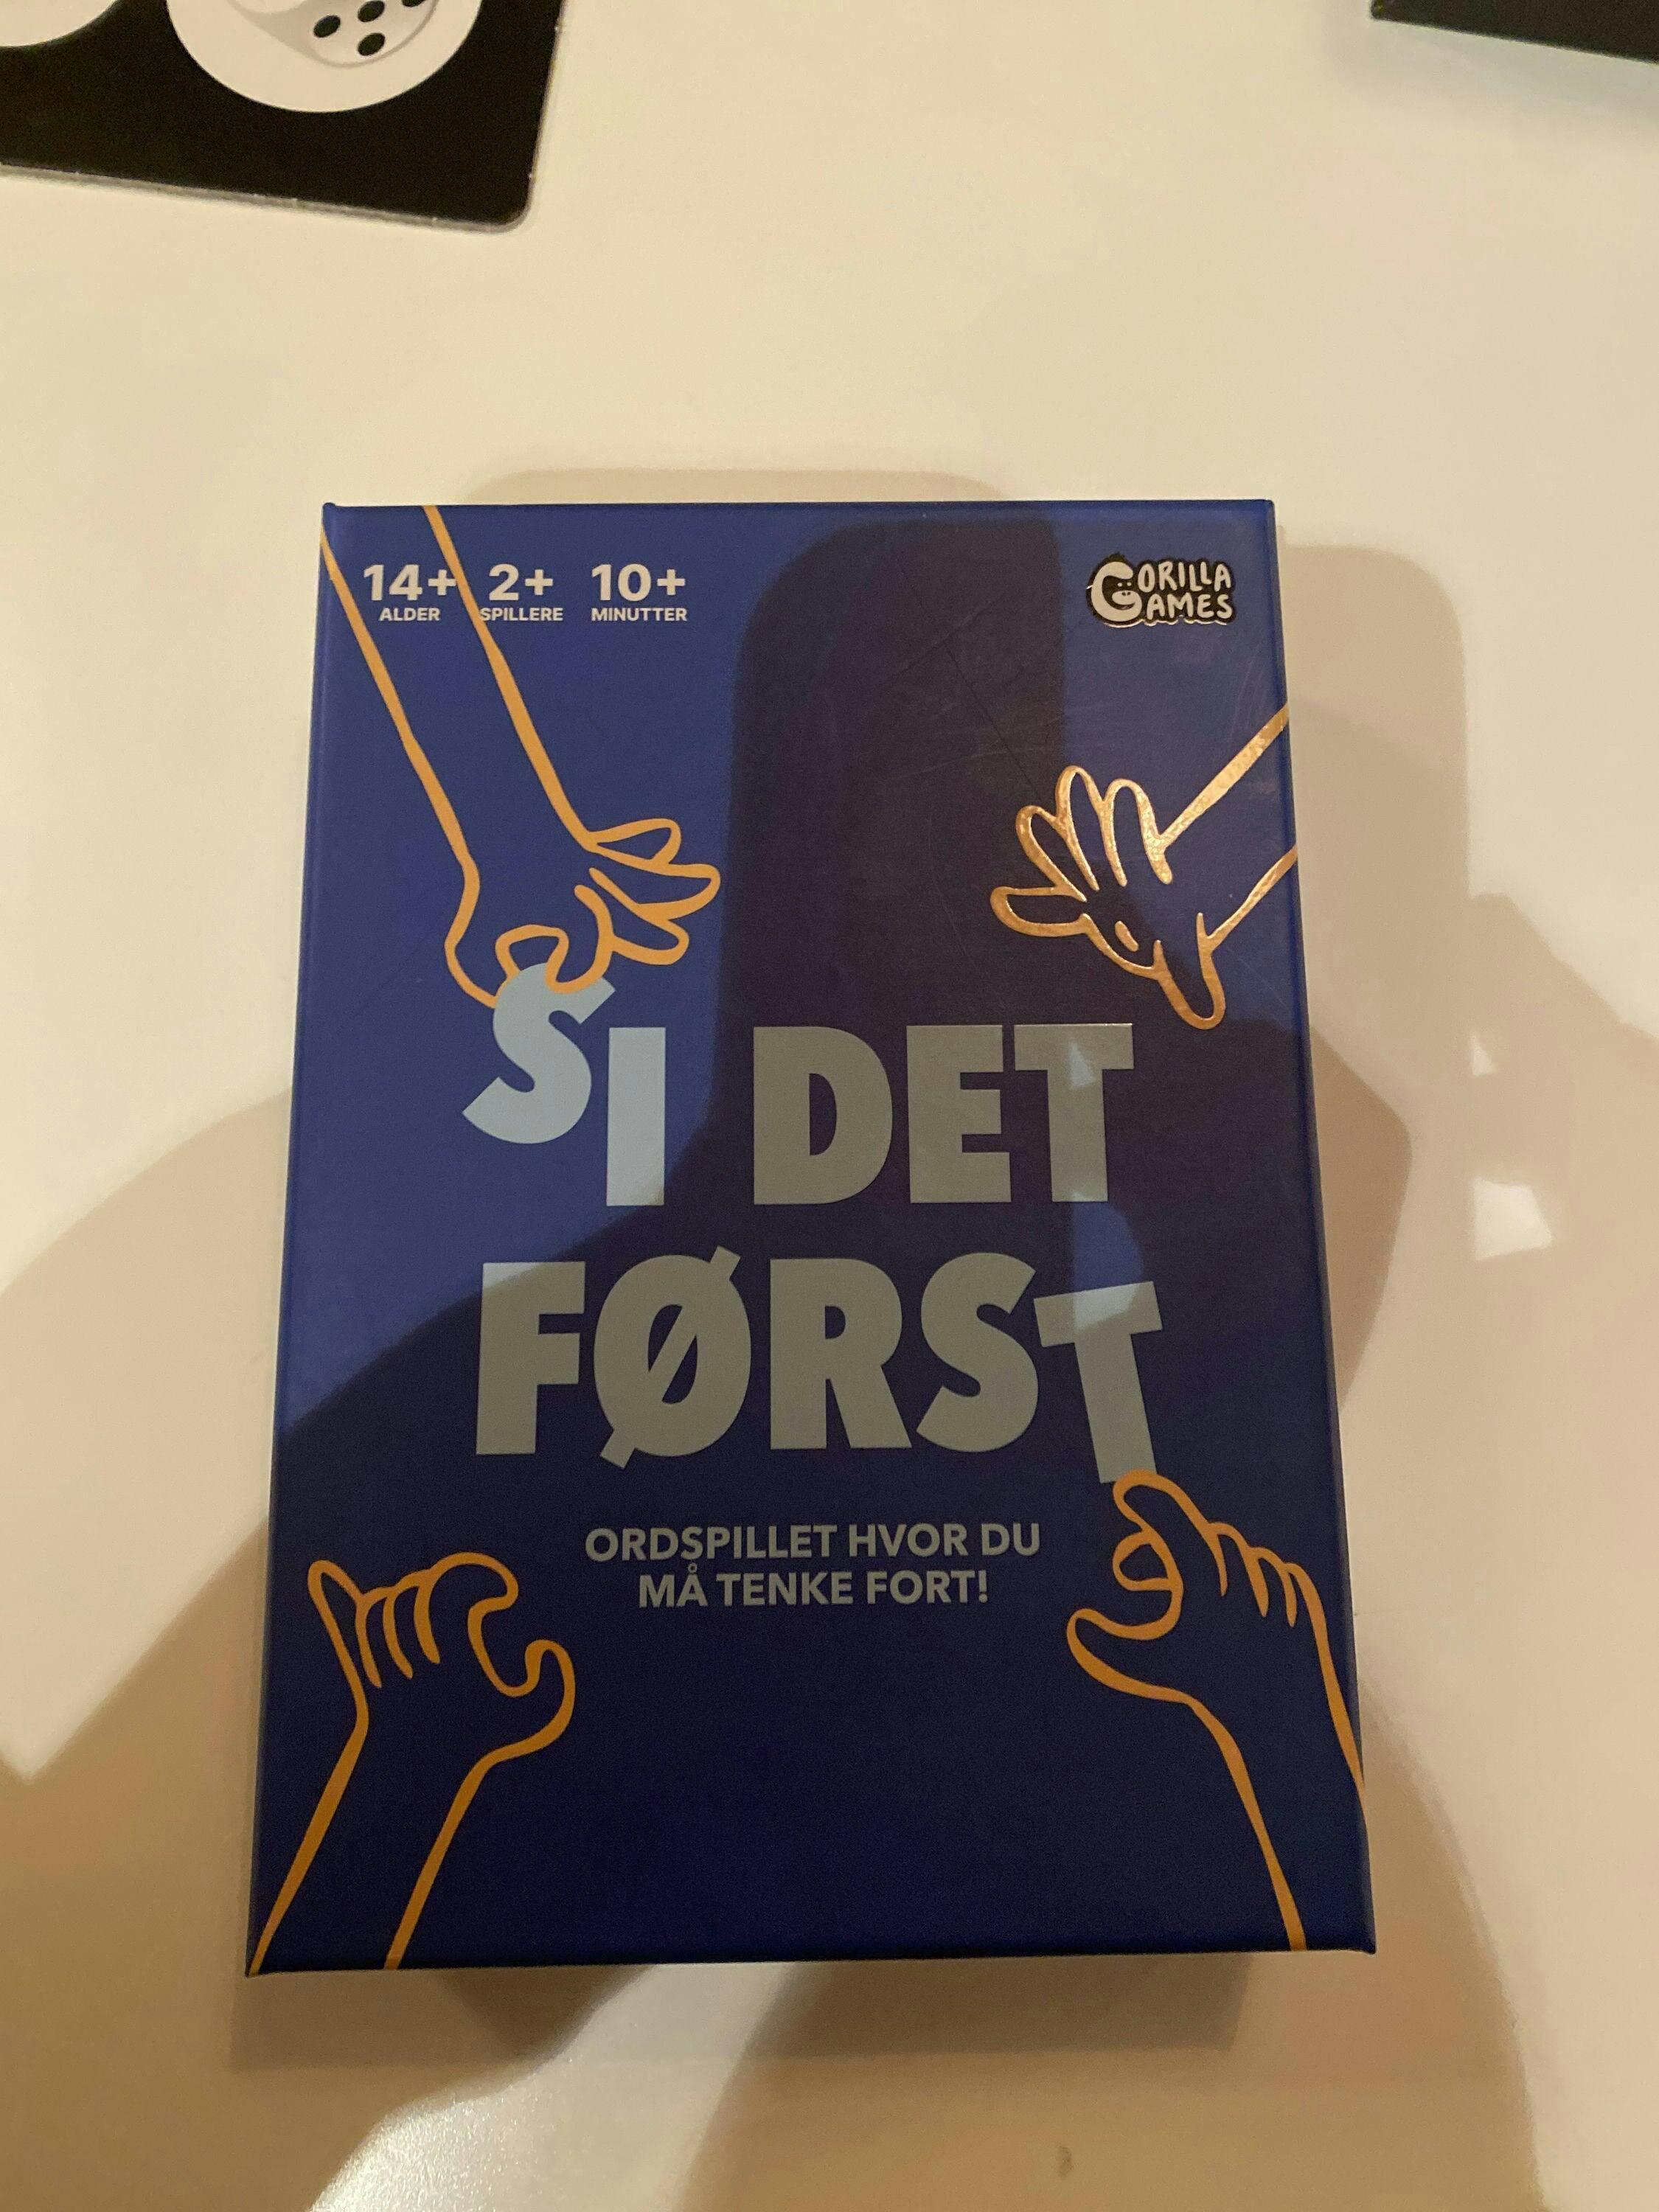 14+ 2+ 10+
ALDER SPILLERE MINUTTER
GORILLA
GAMES
SI DET
FØRST
ORDSPILLET HVOR DU
MÅ TENKE FORT!